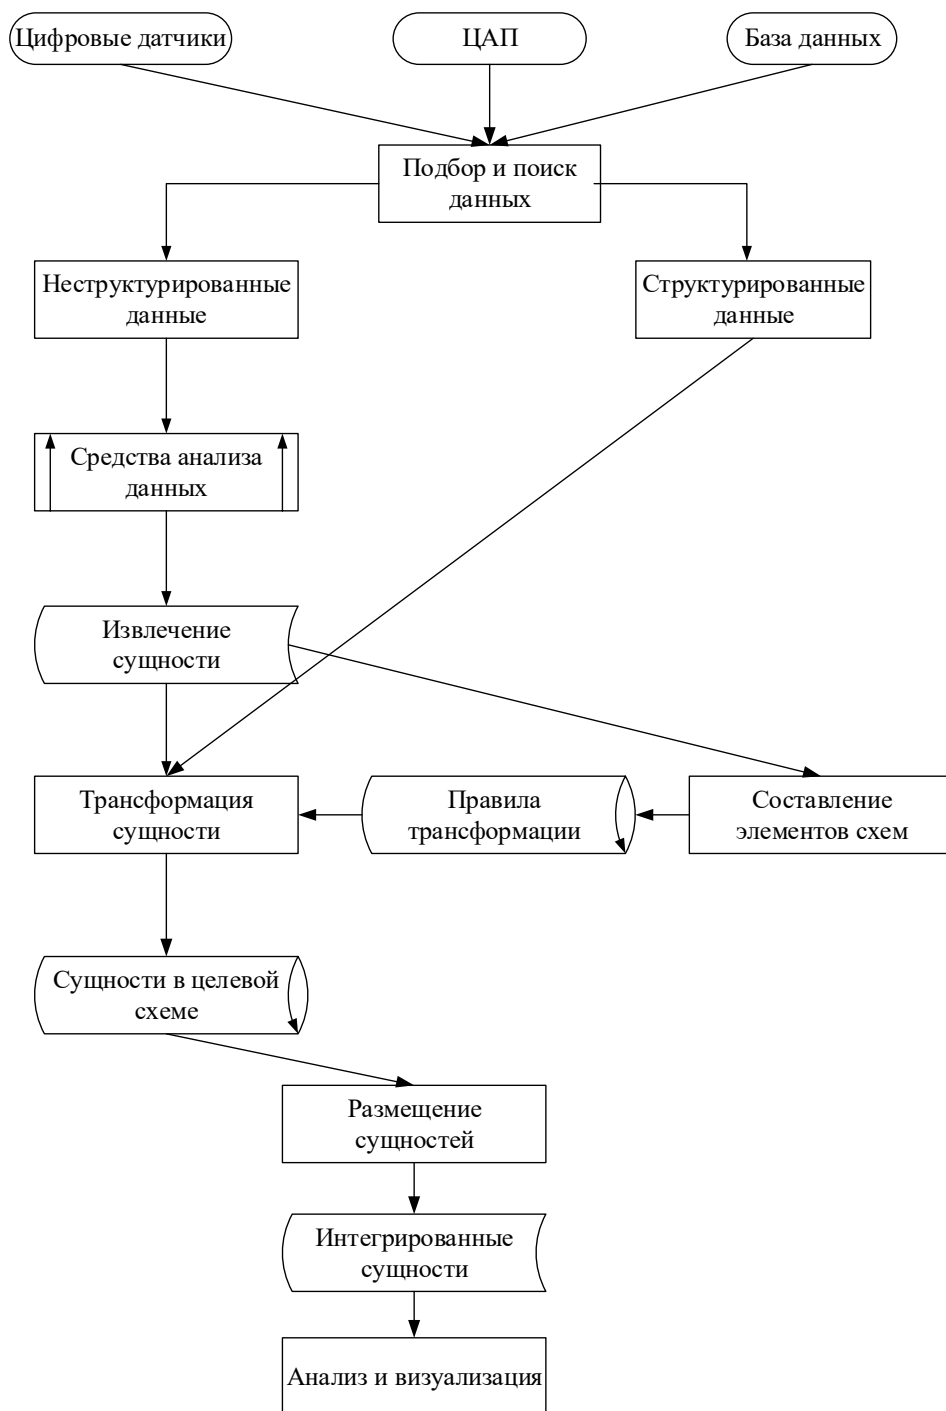 Цифровые датчики
ЦАП
База данных
Подбор и поиск
данных
Неструктурированные
данные
Структурированные
данные
Средства анализа
данных
Извлечение
сущности
Трансформация
сущности
Правила
трансформации
Составление
элементов схем
Сущности в целевой
схеме
Размещение
сущностей
Интегрированные
сущности
Анализ и визуализация